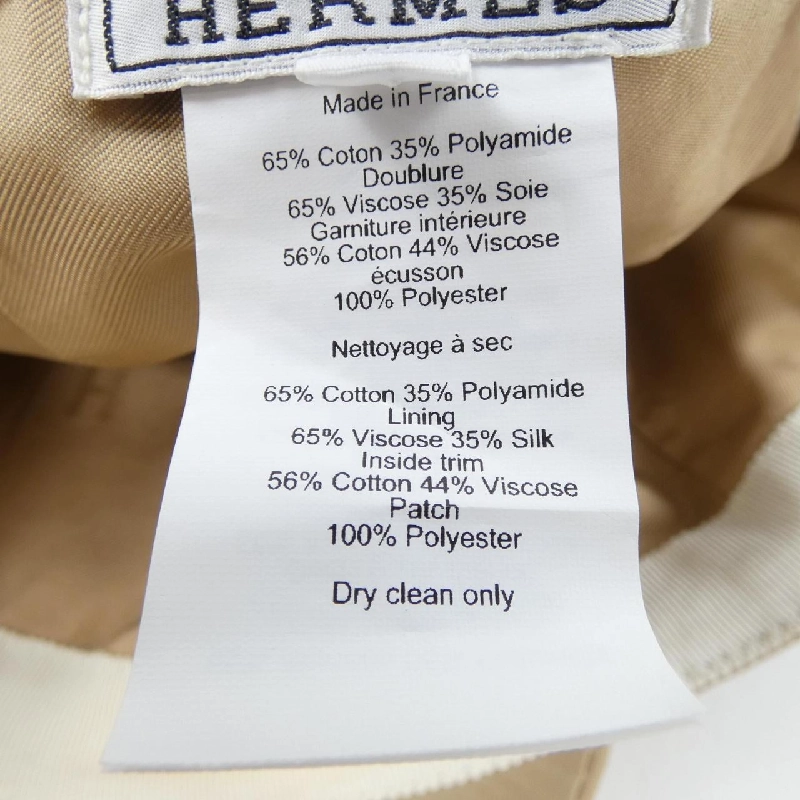 HERMES
Made in France
65% Coton 35% Polyamide
Doublure
65% Viscose 35% Soie
Garniture intérieure
56% Coton 44% Viscose
écusson
100% Polyester
Nettoyage à sec
65% Cotton 35% Polyamide
Lining
65% Viscose 35% Silk
Inside trim
56% Cotton 44% Viscose
Patch
100% Polyester
Dry clean only